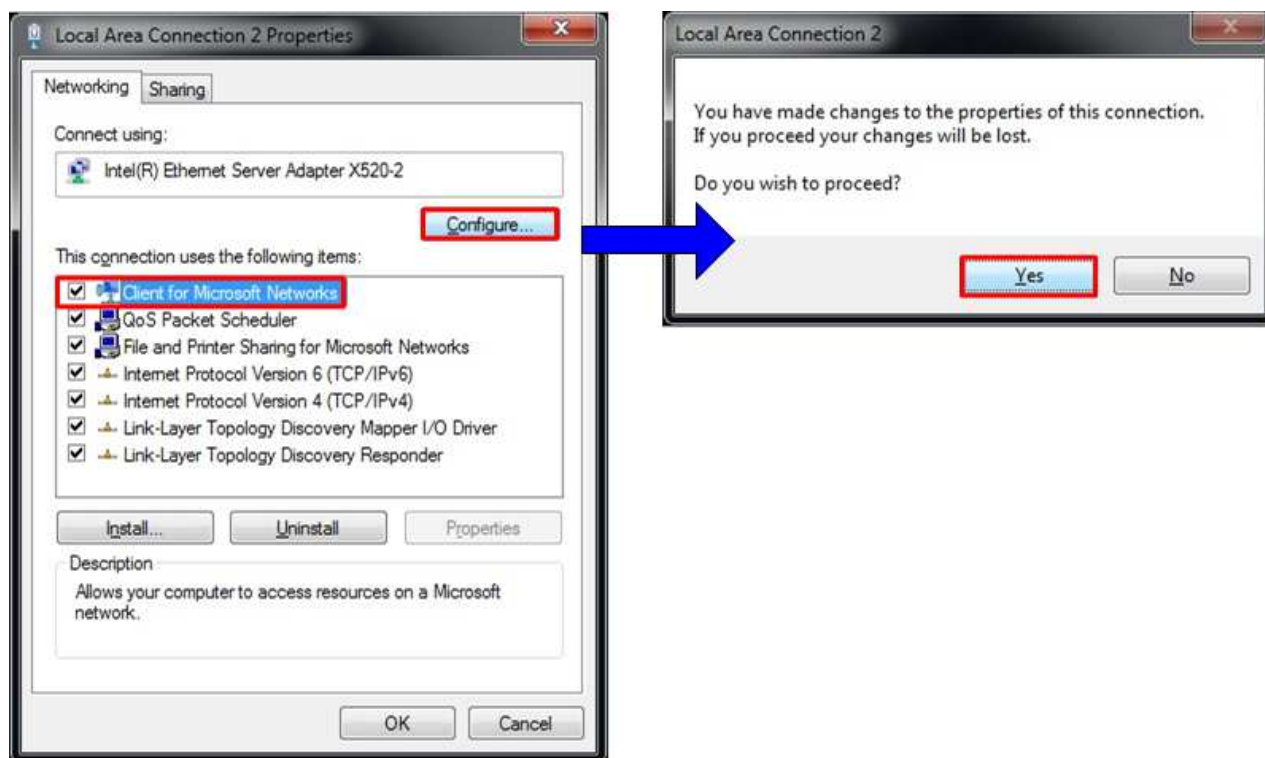 Local Area Connection 2 Properties
Networking
Sharing
Connect using:
Intel(R) Ethernet Server Adapter X520-2
Configure...
This connection uses the following items:
Client for Microsoft Networks
QoS Packet Scheduler
File and Printer Sharing for Microsoft Networks
Internet Protocol Version 6 (TCP/IPv6)
Internet Protocol Version 4 (TCP/IPv4)
Link-Layer Topology Discovery Mapper I/O Driver
Link-Layer Topology Discovery Responder
Install...
Uninstall
Properties
Description
Allows your computer to access resources on a Microsoft
network.
OK
Cancel
Local Area Connection 2
You have made changes to the properties of this connection.
If you proceed your changes will be lost.
Do you wish to proceed?
Yes
No